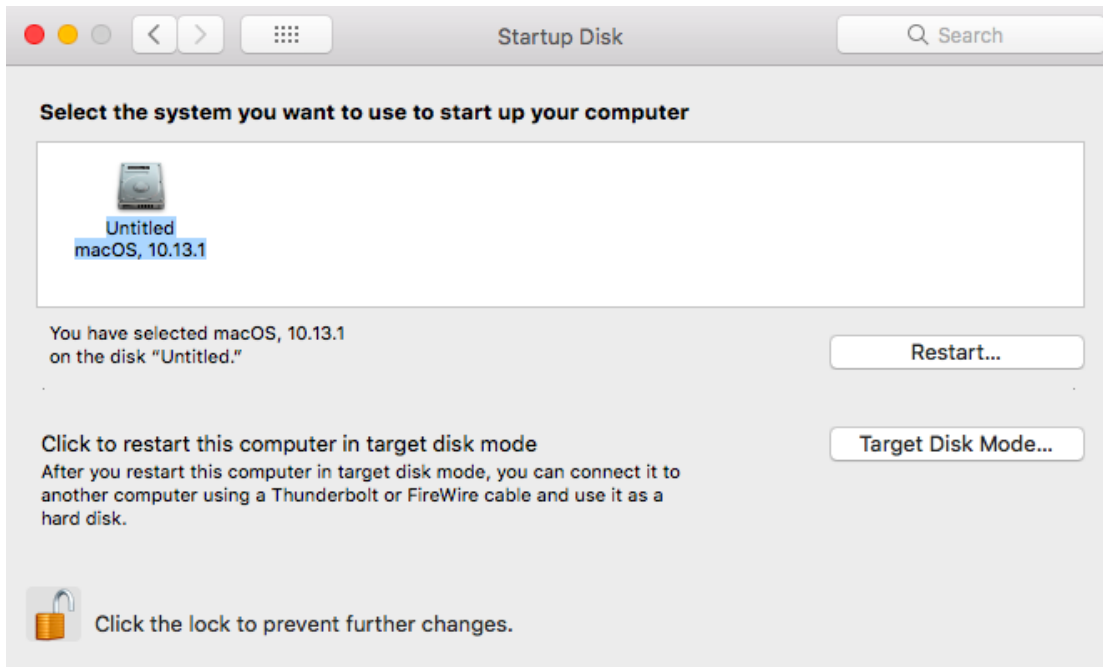 Startup Disk
Search
Select the system you want to use to start up your computer
Untitled
macOS, 10.13.1
You have selected macOS, 10.13.1
on the disk “Untitled.”
Restart...
Click to restart this computer in target disk mode
Target Disk Mode...
After you restart this computer in target disk mode, you can connect it to
another computer using a Thunderbolt or FireWire cable and use it as a
hard disk.
Click the lock to prevent further changes.